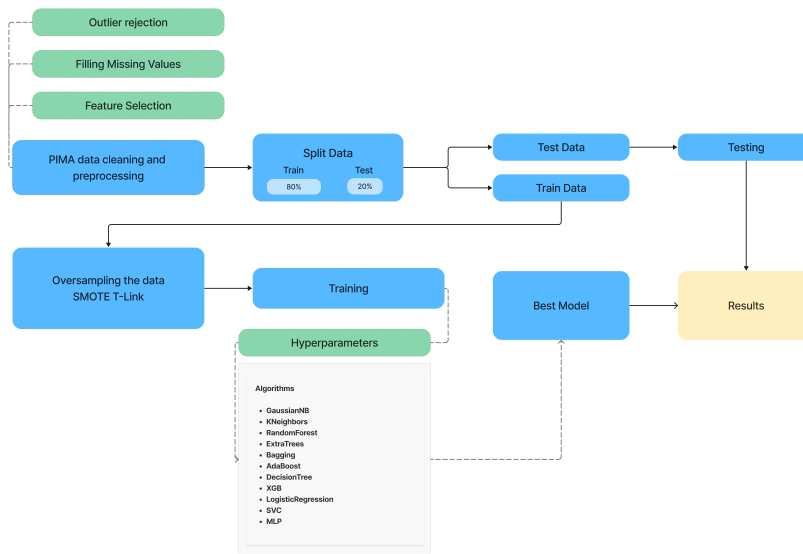 Outlier rejection
Filling Missing Values
Feature Selection
PIMA data cleaning and
preprocessing
Split Data
Train
Test
80%
20%
Test Data
Testing
Train Data
Oversampling the data
SMOTE T-Link
Training
Best Model
Results
Hyperparameters
Algorithms
• GaussianNB
• KNeighbors
• RandomForest
• ExtraTrees
• Bagging
• AdaBoost
• DecisionTree
• XGB
• LogisticRegression
• SVC
• MLP